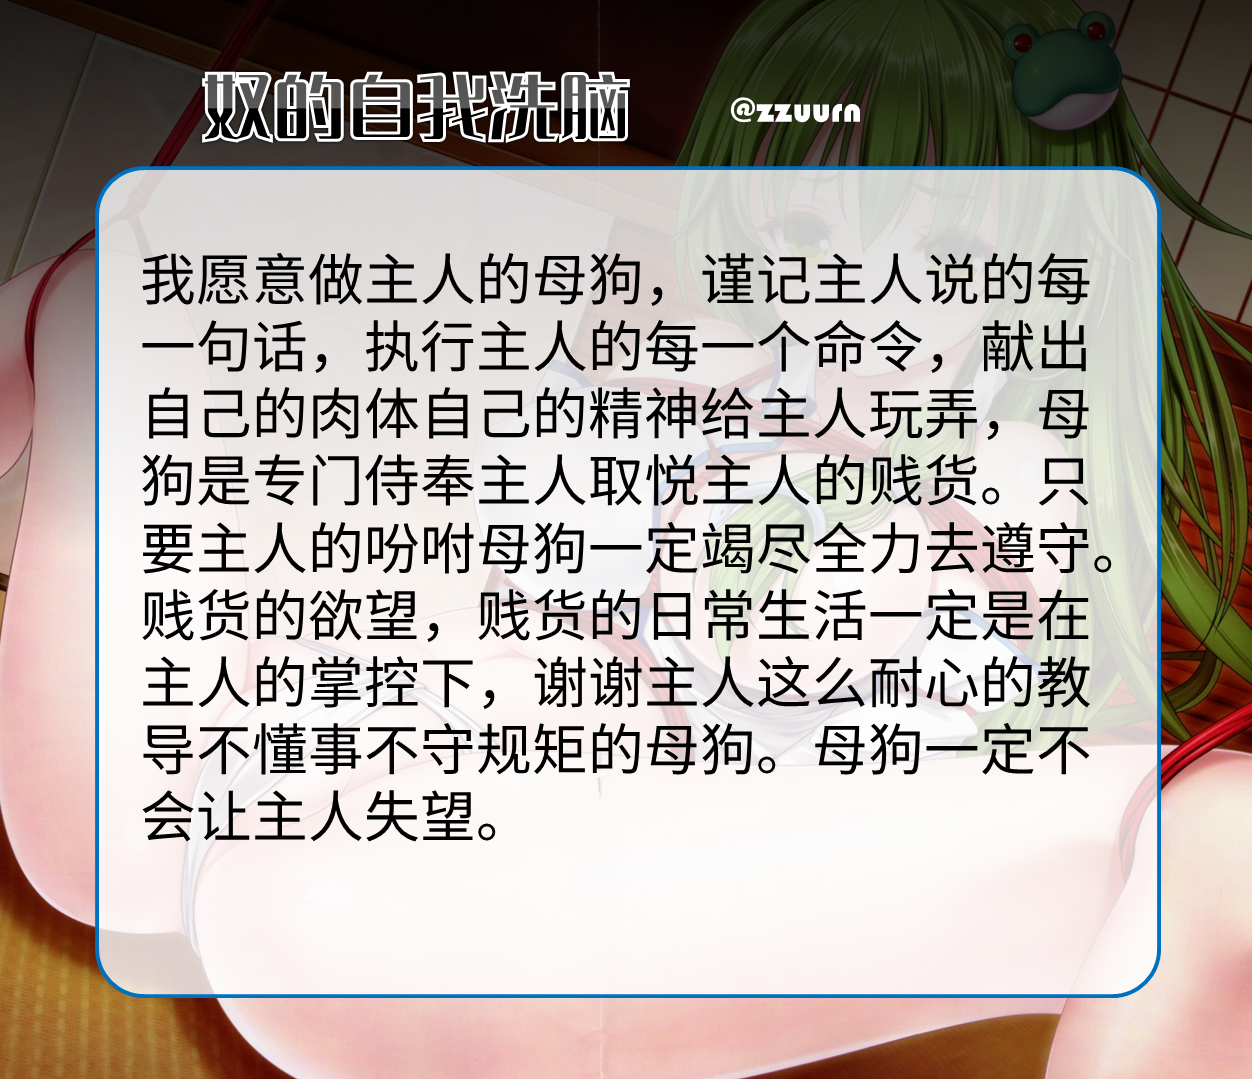 奴的自我洗脑
@zzuurn
我愿意做主人的母狗，谨记主人说的每
一句话，执行主人的每一个命令，献出
自己的肉体自己的精神给主人玩弄，母
狗是专门侍奉主人取悦主人的贱货。只
要主人的吩咐母狗一定竭尽全力去遵守。
贱货的欲望，贱货的日常生活一定是在
主人的掌控下，谢谢主人这么耐心的教
导不懂事不守规矩的母狗。母狗一定不
会让主人失望。